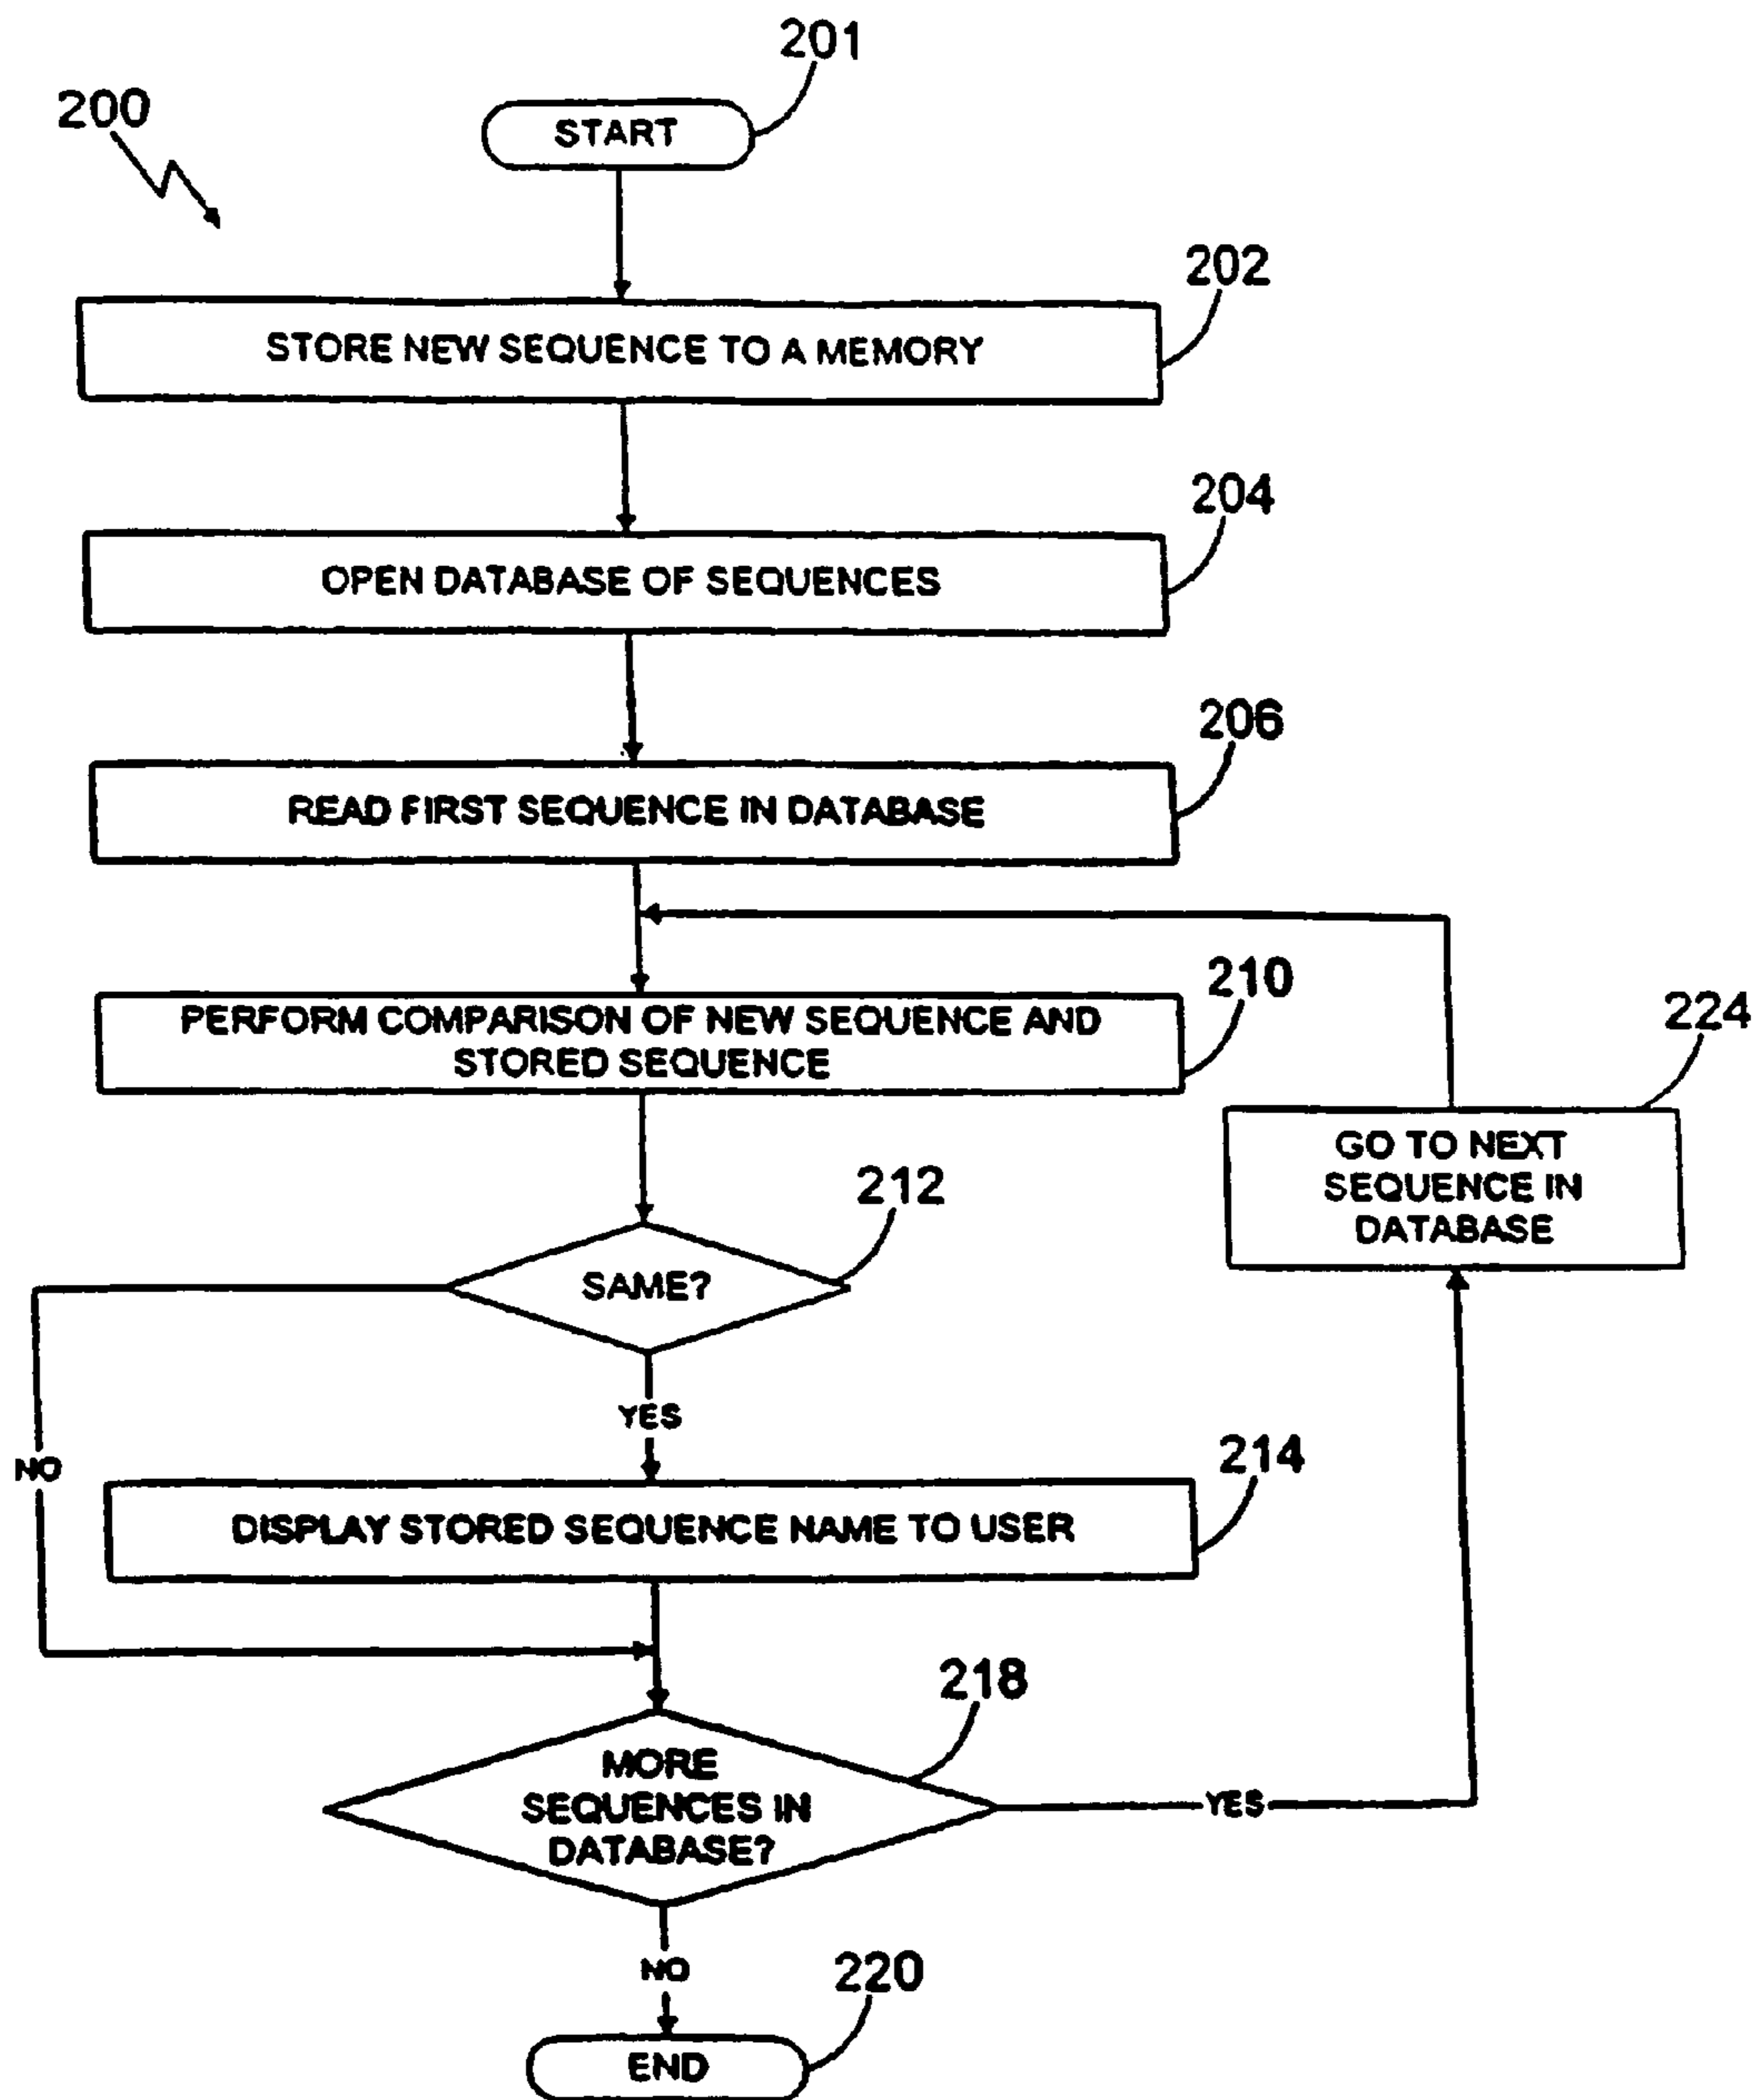 201
200
START
202
STORE NEW SEQUENCE TO A MEMORY
204
OPEN DATABASE OF SEQUENCES
206
READ FIRST SEQUENCE IN DATABASE
210
PERFORM COMPARISON OF NEW SEQUENCE AND
STORED SEQUENCE
224
GO TO NEXT
SEQUENCE IN
DATABASE
212
SAME?
YES
NO
214
DISPLAY STORED SEQUENCE NAME TO USER
218
MORE
SEQUENCES IN
DATABASE?
YES
NO
220
END